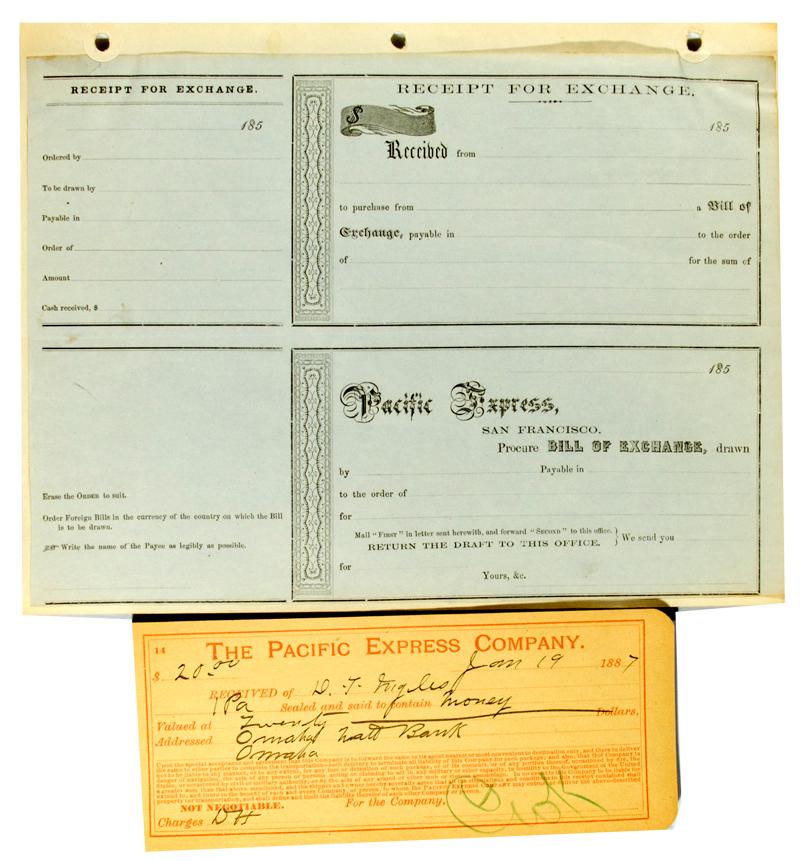 RECEIPT FOR EXCHANGE.
185
Ordered by
To be drawn by
Payable in
Order of
Amount
Cash received, $
RECEIPT FOR EXCHANGE.
$
185
Received from
to purchase from a Bill of
Exchange, payable in to the order
of for the sum of
Erase the ORDER to suit.
Order Foreign Bills in the currency of the country on which the Bill
is to be drawn.
Write the name of the Payee as legibly as possible.
185
Pacific Express,
SAN FRANCISCO.
Procure BILL OF EXCHANGE, drawn
by Payable in
to the order of
for
Mail "FIRST" in letter sent herewith, and forward "SECOND" to this office.
RETURN THE DRAFT TO THIS OFFICE. } We send you
for
Yours, &c.
14
THE PACIFIC EXPRESS COMPANY.
$ 20.00 Jan 19 1887
RECEIVED of D. T.
1 Pa Sealed and said to contain Money
Valued at Twenty Dollars.
Addressed Omaha Natl Bank
Omaha
NOT NEGOTIABLE. For the Company,
Charges DH